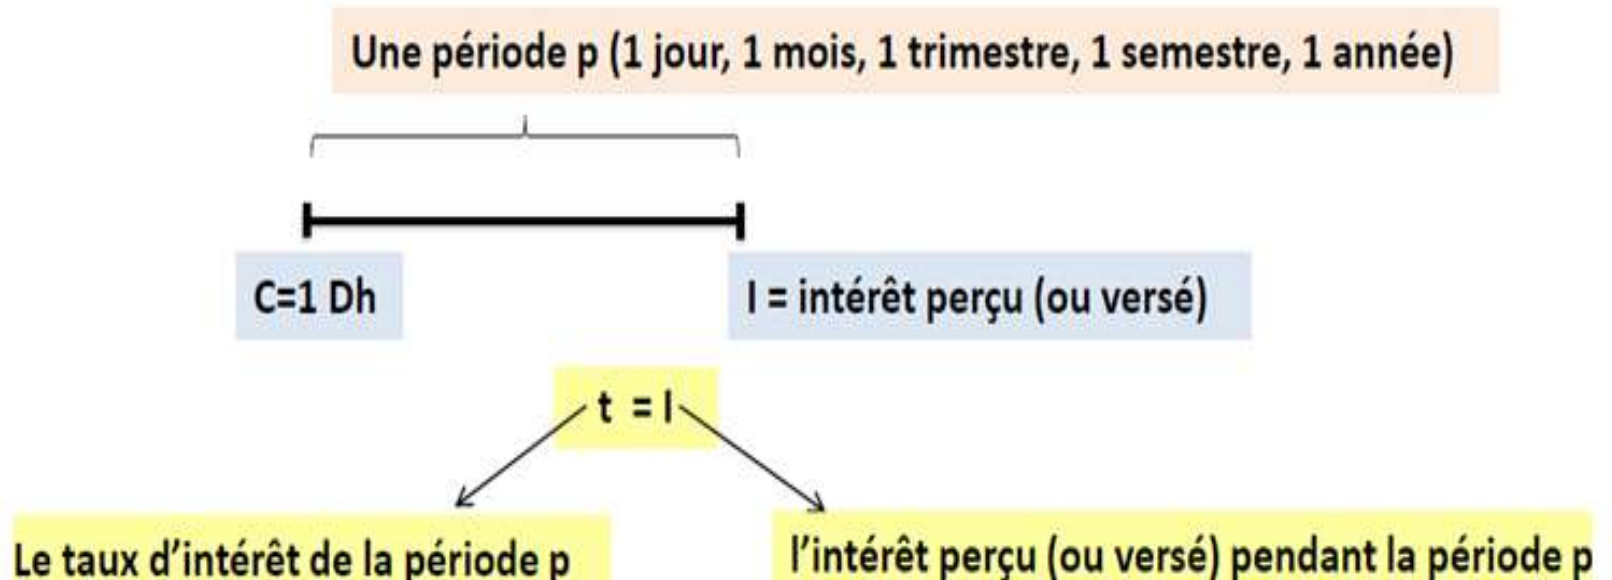 Une période p (1 jour, 1 mois, 1 trimestre, 1 semestre, 1 année)
C=1 Dh
I = intérêt perçu (ou versé)
t = I
Le taux d'intérêt de la période p
l'intérêt perçu (ou versé) pendant la période p